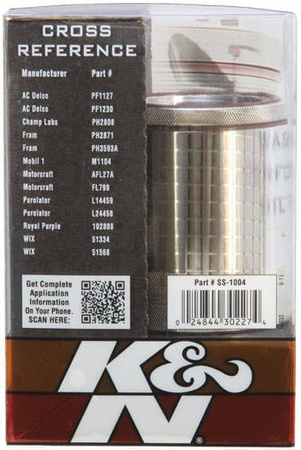 CROSS
REFERENCE
Manufacturer Part #
AC Delco PF1127
AC Delco PF1230
Champ Labs PH2808
Fram PH2871
Fram PH3593A
Mobil 1 M1104
Motorcraft AFL27A
Motorcraft FL799
Purolator L14459
Purolator L24458
Royal Purple 102808
WIX 51334
WIX 51568
Get Complete
Application
Information
On Your Phone.
SCAN HERE:
Part # SS-1004
0 24844 30227 4
K&N®